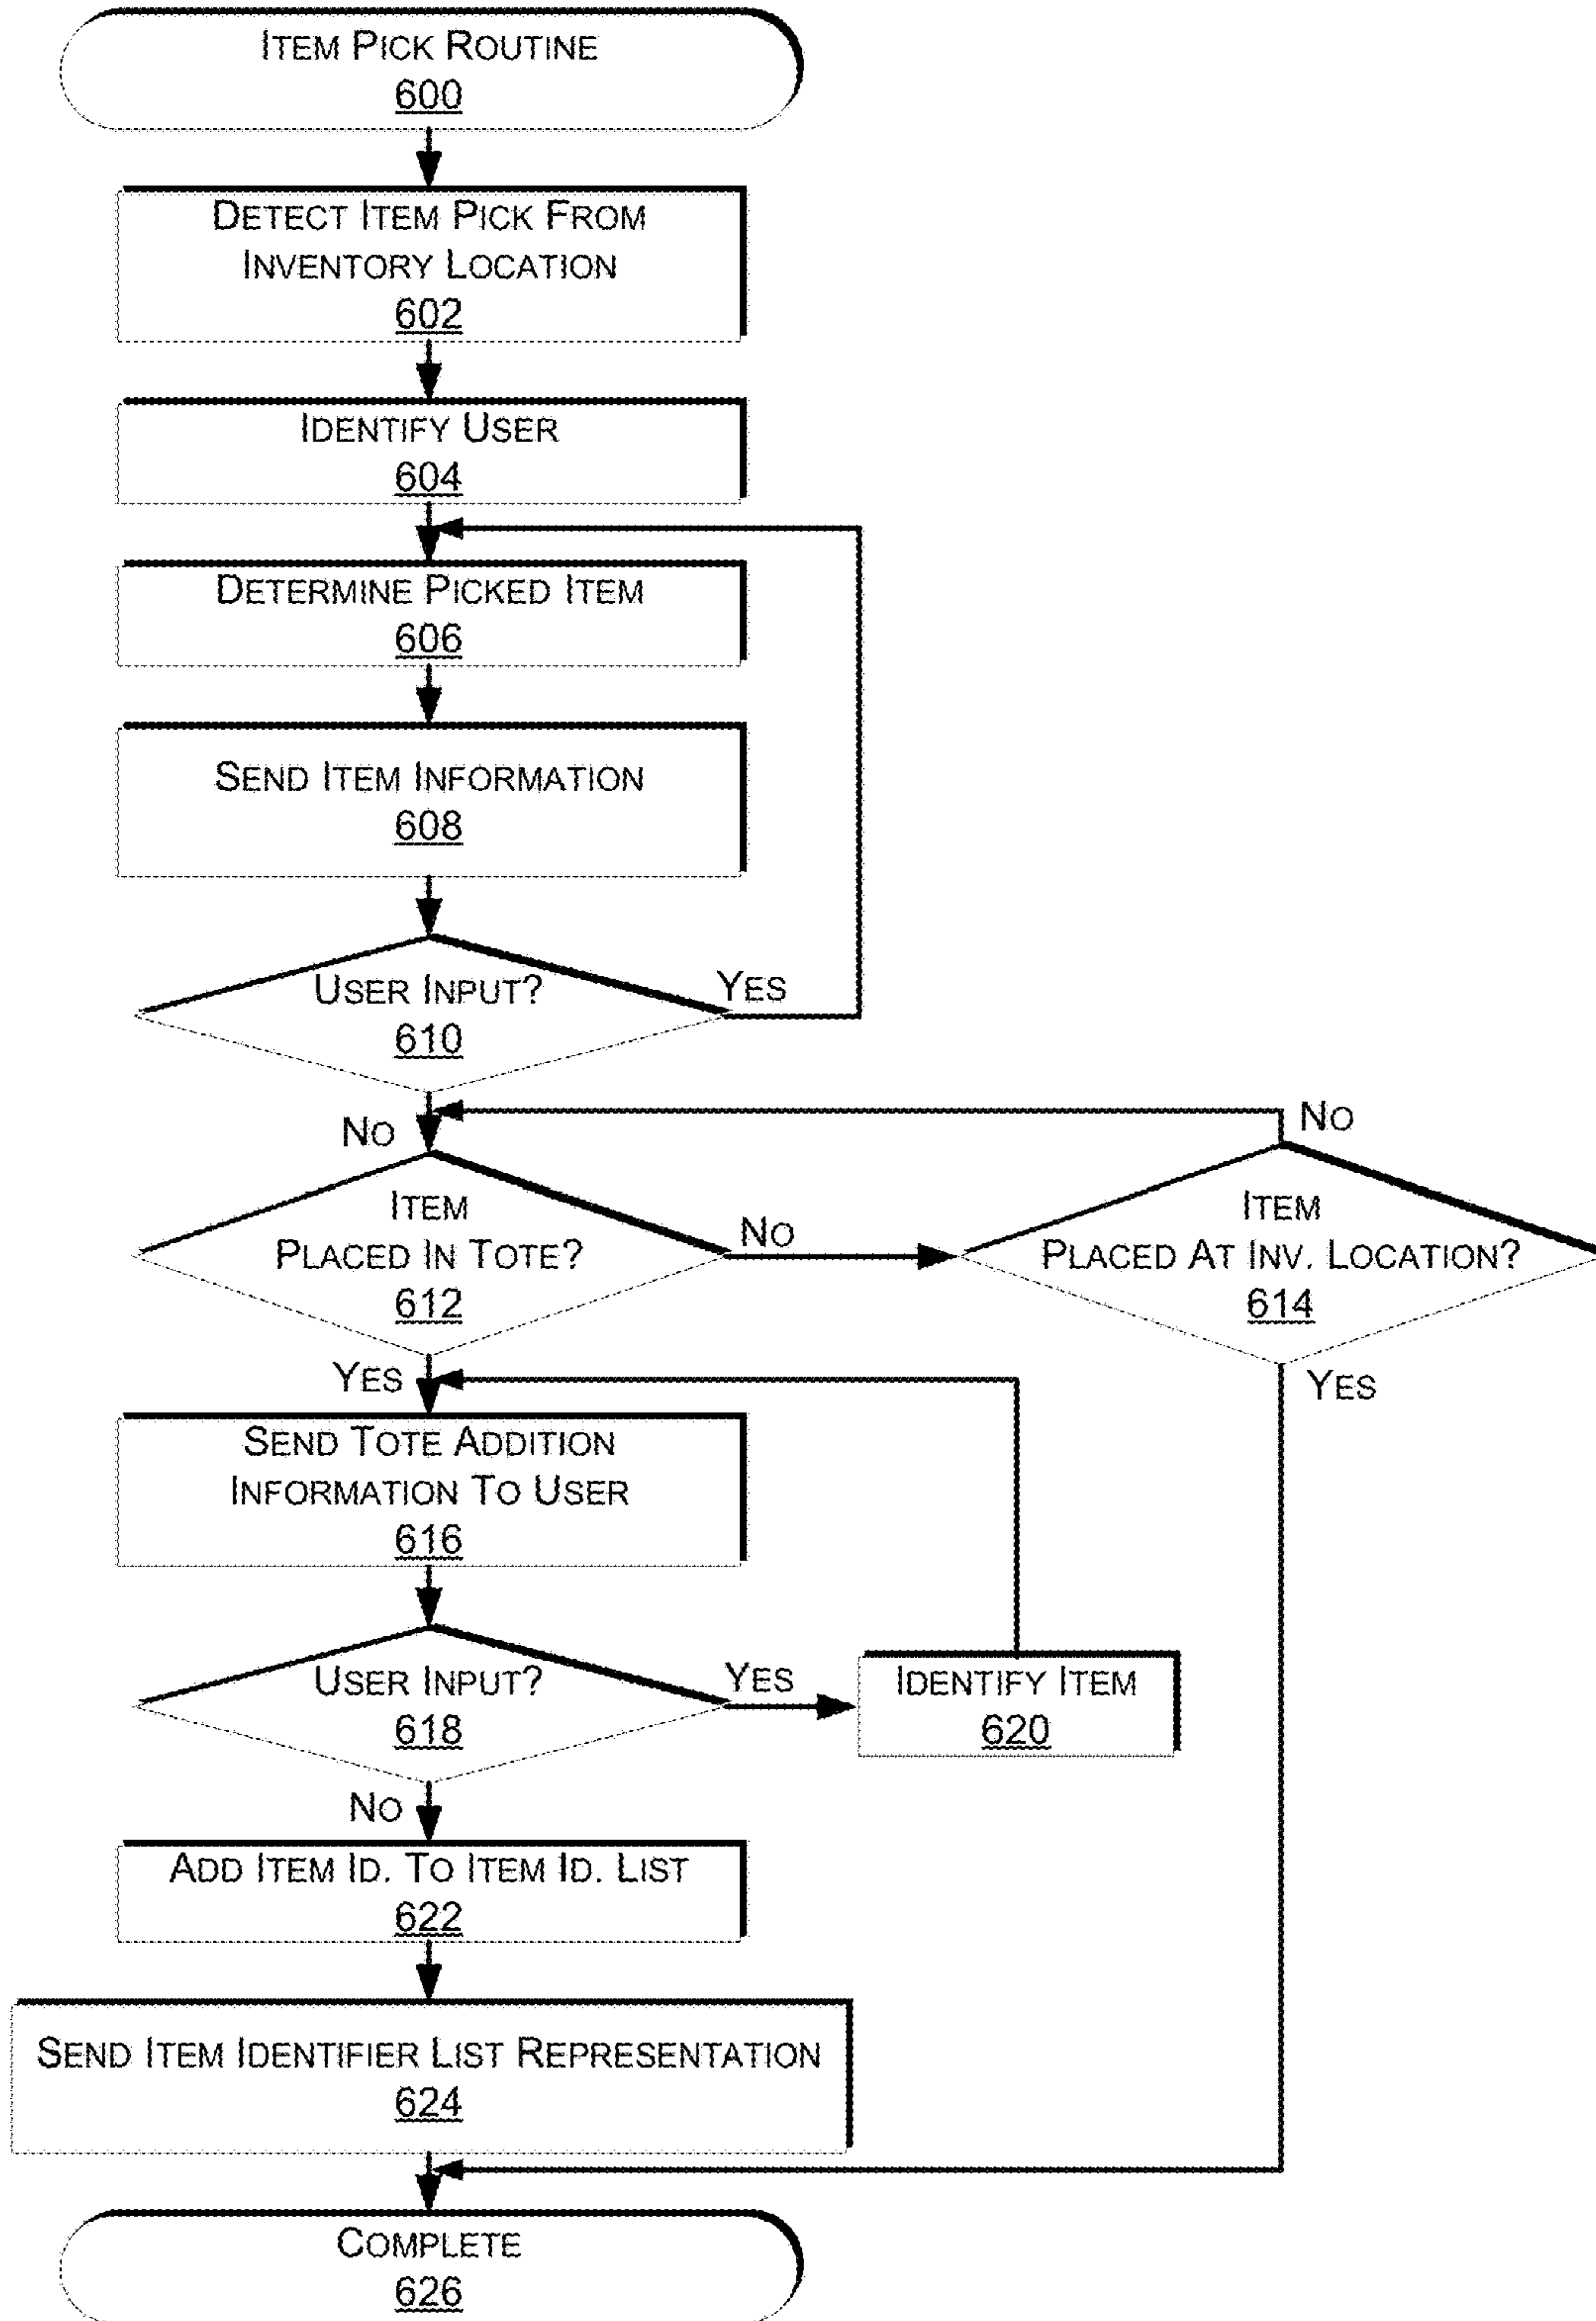 ITEM PICK ROUTINE
600
DETECT ITEM PICK FROM
INVENTORY LOCATION
602
IDENTIFY USER
604
DETERMINE PICKED ITEM
606
SEND ITEM INFORMATION
608
USER INPUT?
610
YES
NO
ITEM
PLACED IN TOTE?
612
NO
ITEM
PLACED AT INV. LOCATION?
614
NO
YES
YES
SEND TOTE ADDITION
INFORMATION TO USER
616
USER INPUT?
618
YES
IDENTIFY ITEM
620
NO
ADD ITEM ID. TO ITEM ID. LIST
622
SEND ITEM IDENTIFIER LIST REPRESENTATION
624
COMPLETE
626